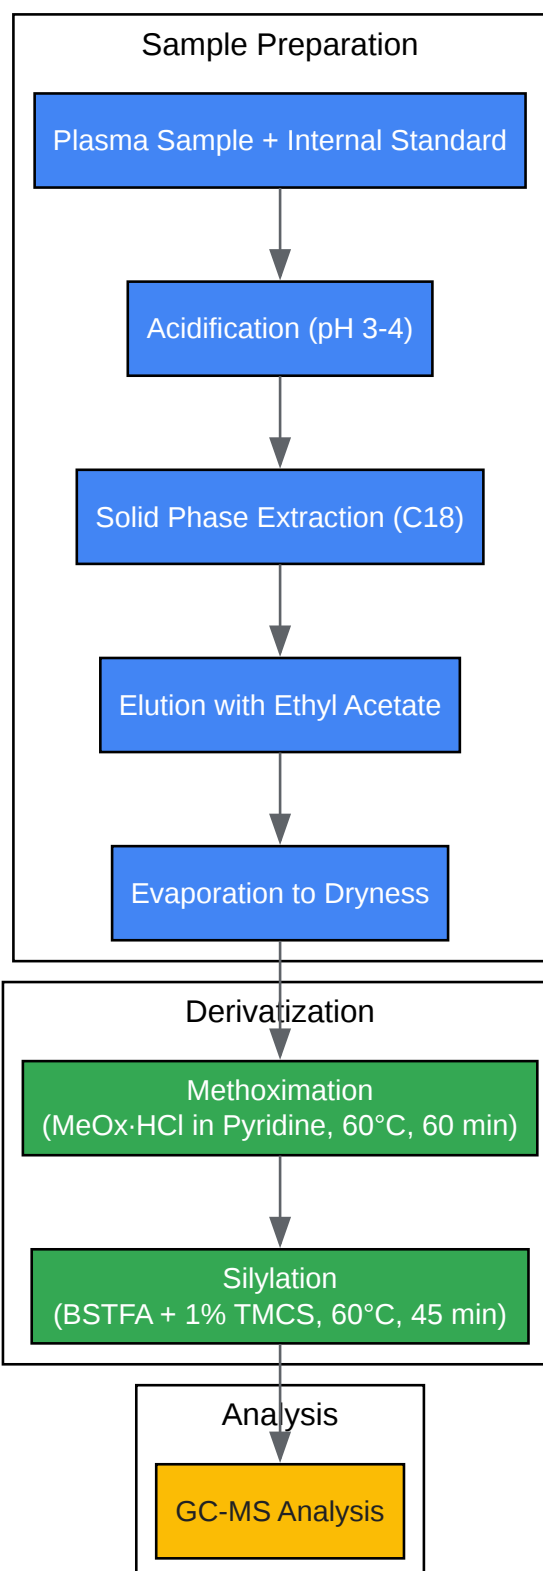 Sample Preparation
Plasma Sample + Internal Standard
Acidification (pH 3-4)
Solid Phase Extraction (C18)
Elution with Ethyl Acetate
Evaporation to Dryness
Derivatization
Methoximation
(MeOx·HCl in Pyridine, 60°C, 60 min)
Silylation
(BSTFA + 1% TMCS, 60°C, 45 min)
Analysis
GC-MS Analysis